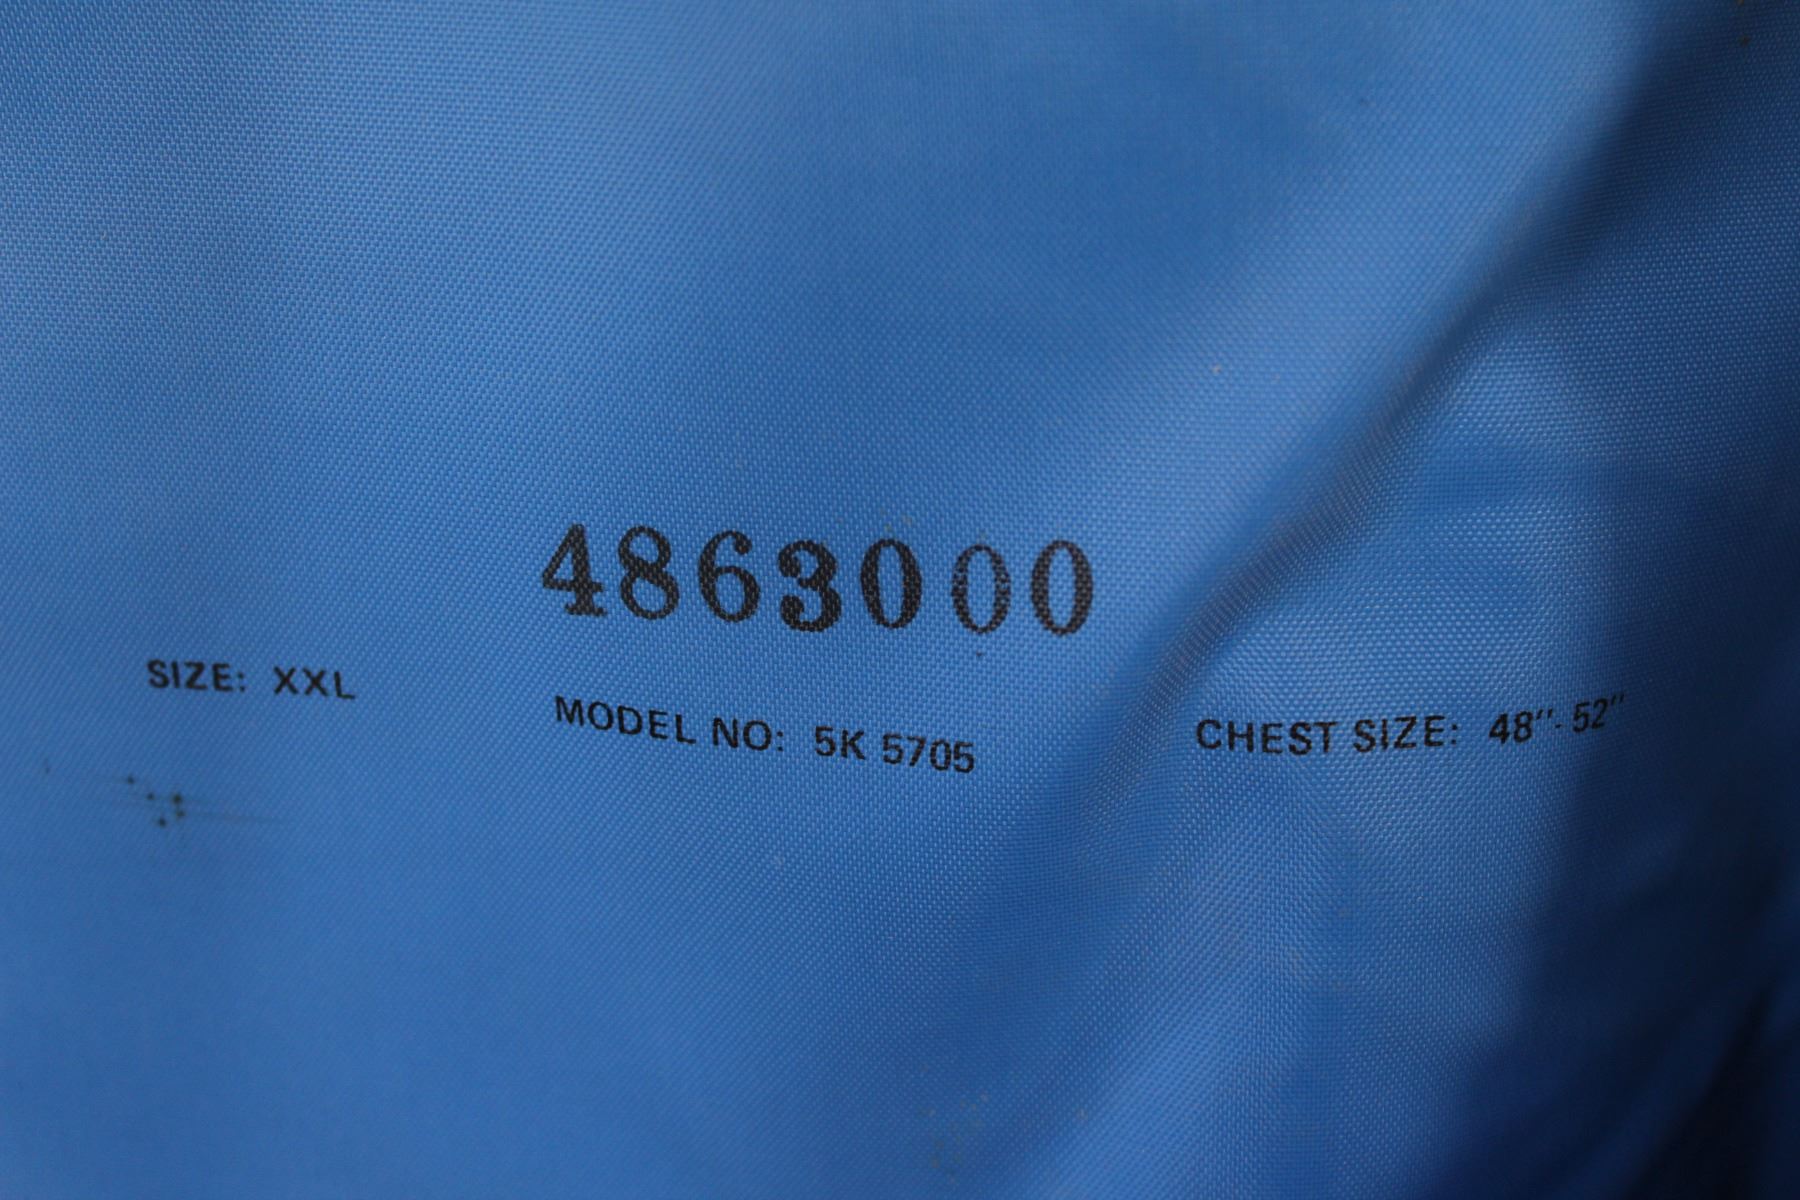 4863000
SIZE: XXL
MODEL NO: 5K 5705
CHEST SIZE: 48"-52"